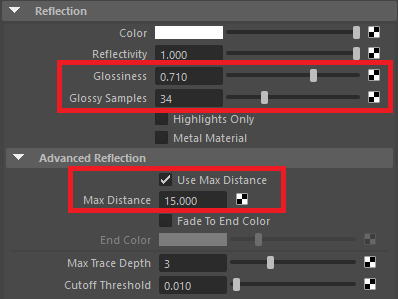 Reflection
Color
Reflectivity 1.000
Glossiness 0.710
Glossy Samples 34
Highlights Only
Metal Material
Advanced Reflection
Use Max Distance
Max Distance 15.000
Fade To End Color
End Color
Max Trace Depth 3
Cutoff Threshold 0.010